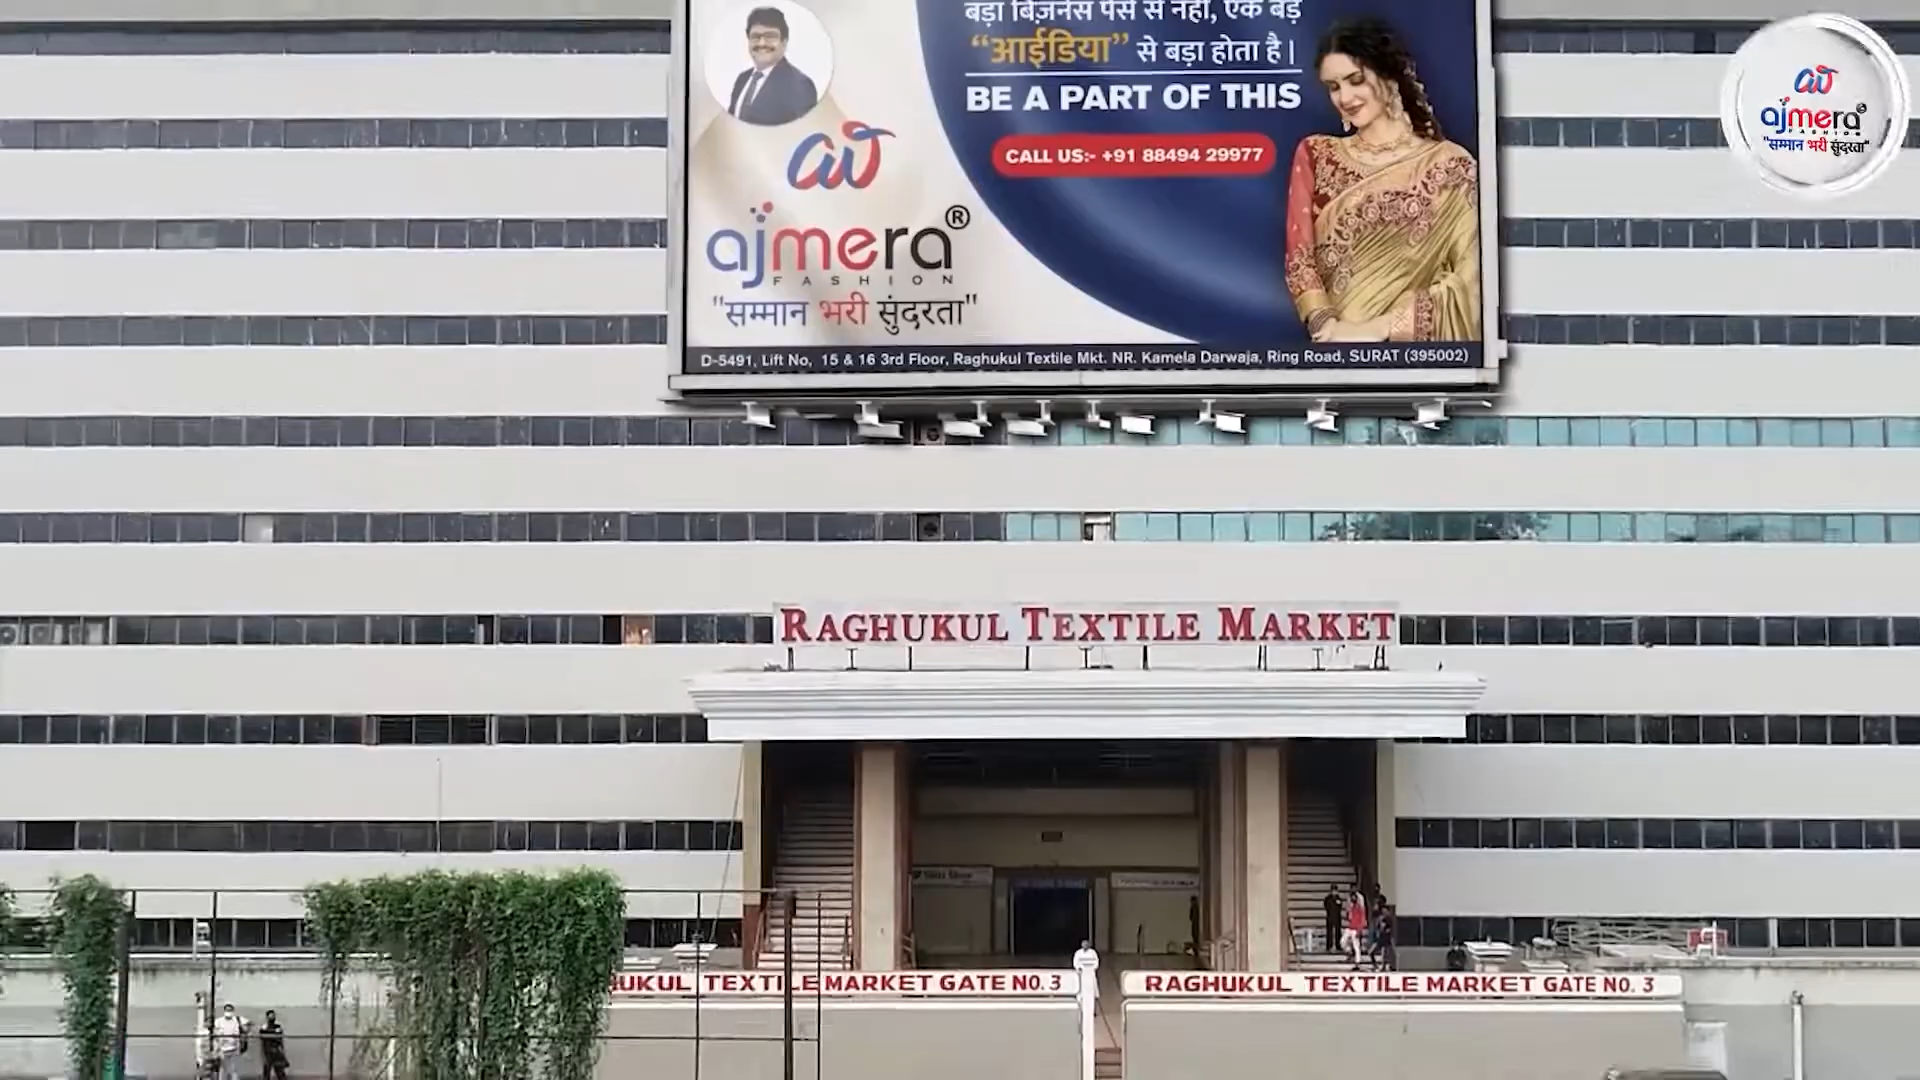 बड़ा बिज़नेस पैसे से नहीं, एक बड़े
“आईडिया” से बड़ा होता है|
BE A PART OF THIS
CALL US:- +91 88494 29977
ajmera®
FASHION
"सम्मान भरी सुंदरता"
D-5491, Lift No, 15 & 16 3rd Floor, Raghukul Textile Mkt. NR. Kamela Darwaja, Ring Road, SURAT (395002)
ajmera®
FASHION
"सम्मान भरी सुंदरता"
RAGHUKUL TEXTILE MARKET
UKUL TEXTILE MARKET GATE NO. 3
RAGHUKUL TEXTILE MARKET GATE NO. 3